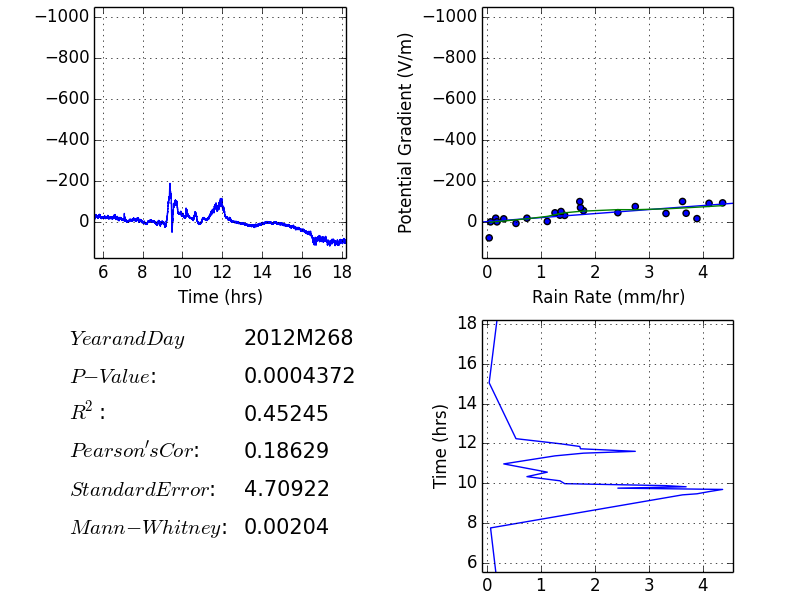 −1000
−800
−600
−400
−200
0
6 8 10 12 14 16 18
Time (hrs)
−1000
−800
−600
−400
−200
0
Potential Gradient (V/m)
0 1 2 3 4
Rain Rate (mm/hr)
YearandDay 2012M268
P−Value: 0.0004372
R²: 0.45245
Pearson'sCor: 0.18629
StandardError: 4.70922
Mann−Whitney: 0.00204
18
16
14
12
10
8
6
Time (hrs)
0 1 2 3 4